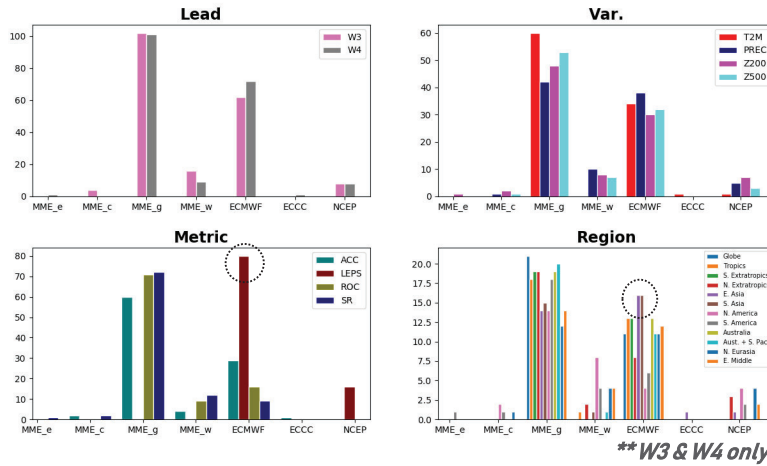 Lead
100
80
60
40
20
0
MME_e MME_c MME_g MME_w ECMWF ECCC NCEP
W3
W4
Var.
60
50
40
30
20
10
0
MME_e MME_c MME_g MME_w ECMWF ECCC NCEP
T2M
PREC
Z200
Z500
Metric
80
70
60
50
40
30
20
10
0
MME_e MME_c MME_g MME_w ECMWF ECCC NCEP
ACC
LEPS
ROC
SR
Region
20.0
17.5
15.0
12.5
10.0
7.5
5.0
2.5
0.0
MME_e MME_c MME_g MME_w ECMWF ECCC NCEP
Globe
Tropics
S. Extratropics
N. Extratropics
E. Asia
S. Asia
N. America
S. America
Australia
Aust. + S. Pac
N. Eurasia
E. Middle
** W3 & W4 only